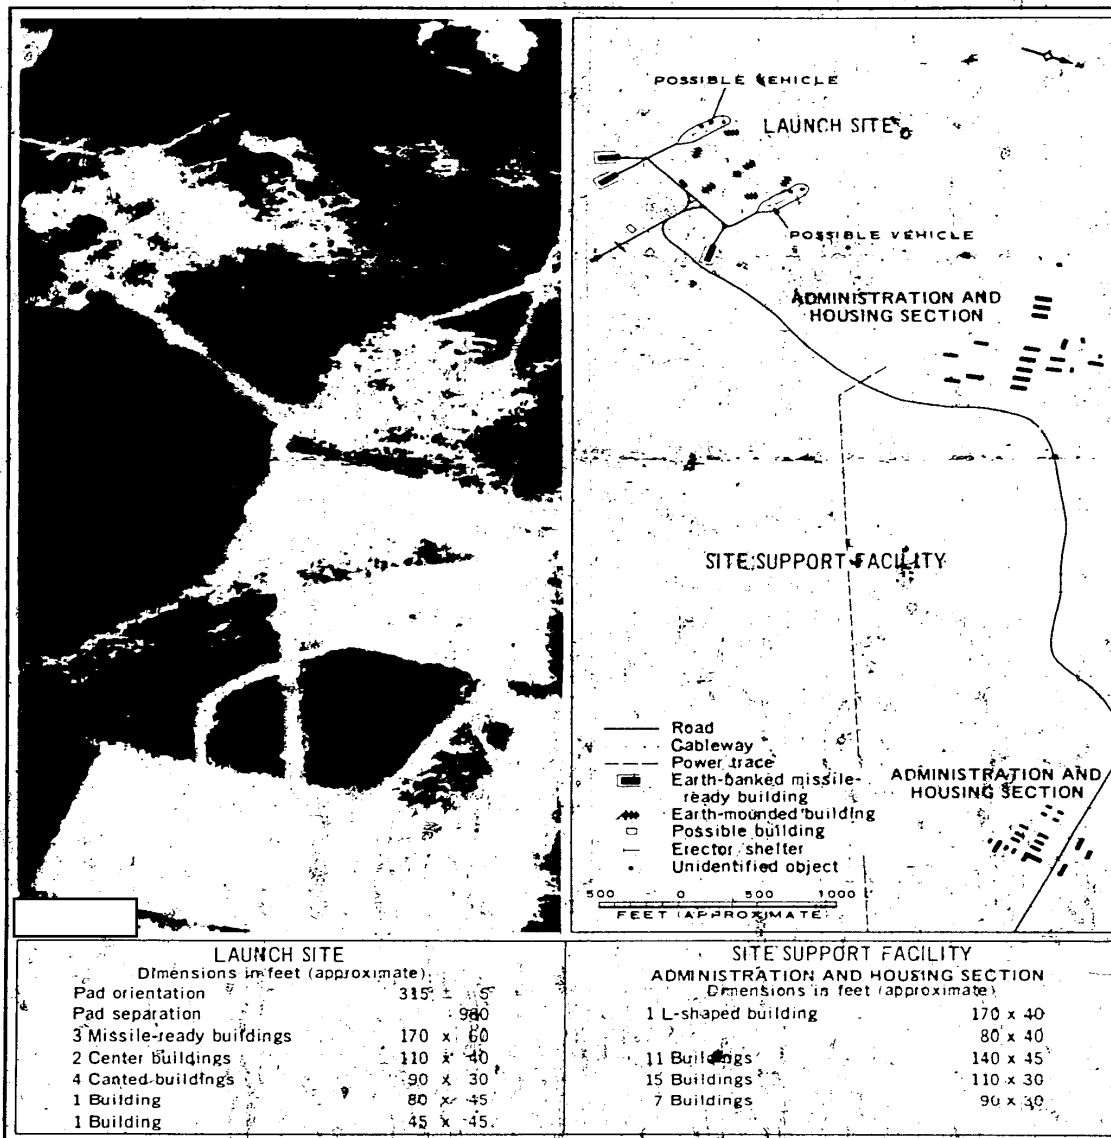 POSSIBLE VEHICLE
LAUNCH SITE
POSSIBLE VEHICLE
ADMINISTRATION AND
HOUSING SECTION
SITE SUPPORT FACILITY
Road
Cableway
Power trace
Earth-banked missile-
ready building
Earth-mounded building
Possible building
Erector shelter
Unidentified object
500 0 500 1000
FEET (APPROXIMATE)
ADMINISTRATION AND
HOUSING SECTION
LAUNCH SITE
Dimensions in feet (approximate)
Pad orientation 315 ± 5
Pad separation 980
3 Missile-ready buildings 170 x 60
2 Center buildings 110 x 40
4 Canted buildings 90 x 30
1 Building 80 x 45
1 Building 45 x 45
SITE SUPPORT FACILITY
ADMINISTRATION AND HOUSING SECTION
Dimensions in feet (approximate)
1 L-shaped building 170 x 40
80 x 40
11 Buildings 140 x 45
15 Buildings 110 x 30
7 Buildings 90 x 30